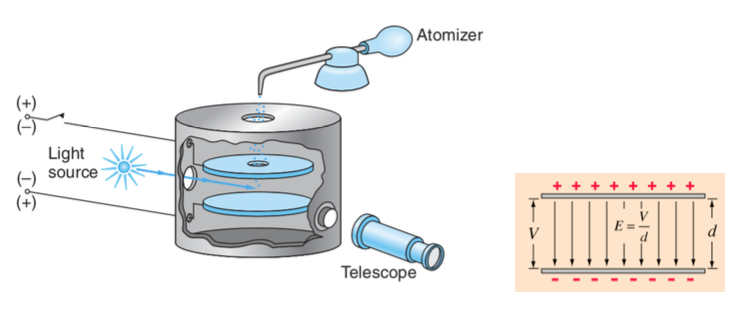 Atomizer
(+)
(−)
Light
source
(−)
(+)
Telescope
+ + + + + + + +
V
E = V/d
d
- - - - - - - -